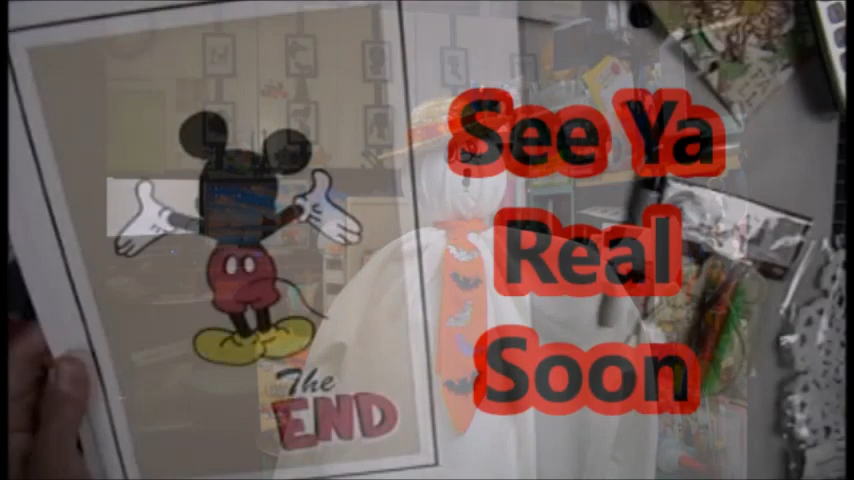 See Ya
Real
Soon
The
END